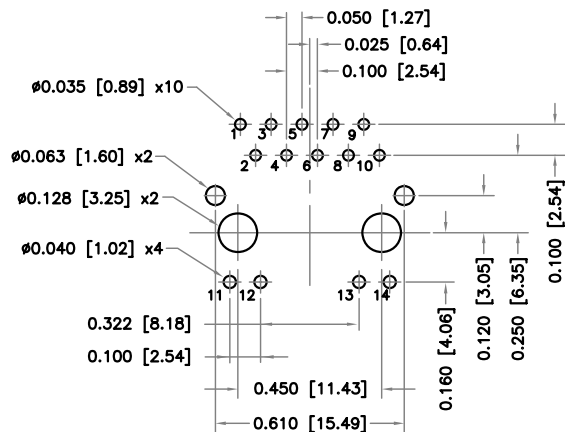 0.050 [1.27]
0.025 [0.64]
0.100 [2.54]
ø0.035 [0.89] x10
1 3 5 7 9
2 4 6 8 10
ø0.063 [1.60] x2
ø0.128 [3.25] x2
ø0.040 [1.02] x4
11 12 13 14
0.322 [8.18]
0.100 [2.54]
0.450 [11.43]
0.610 [15.49]
0.160 [4.06]
0.120 [3.05]
0.250 [6.35]
0.100 [2.54]